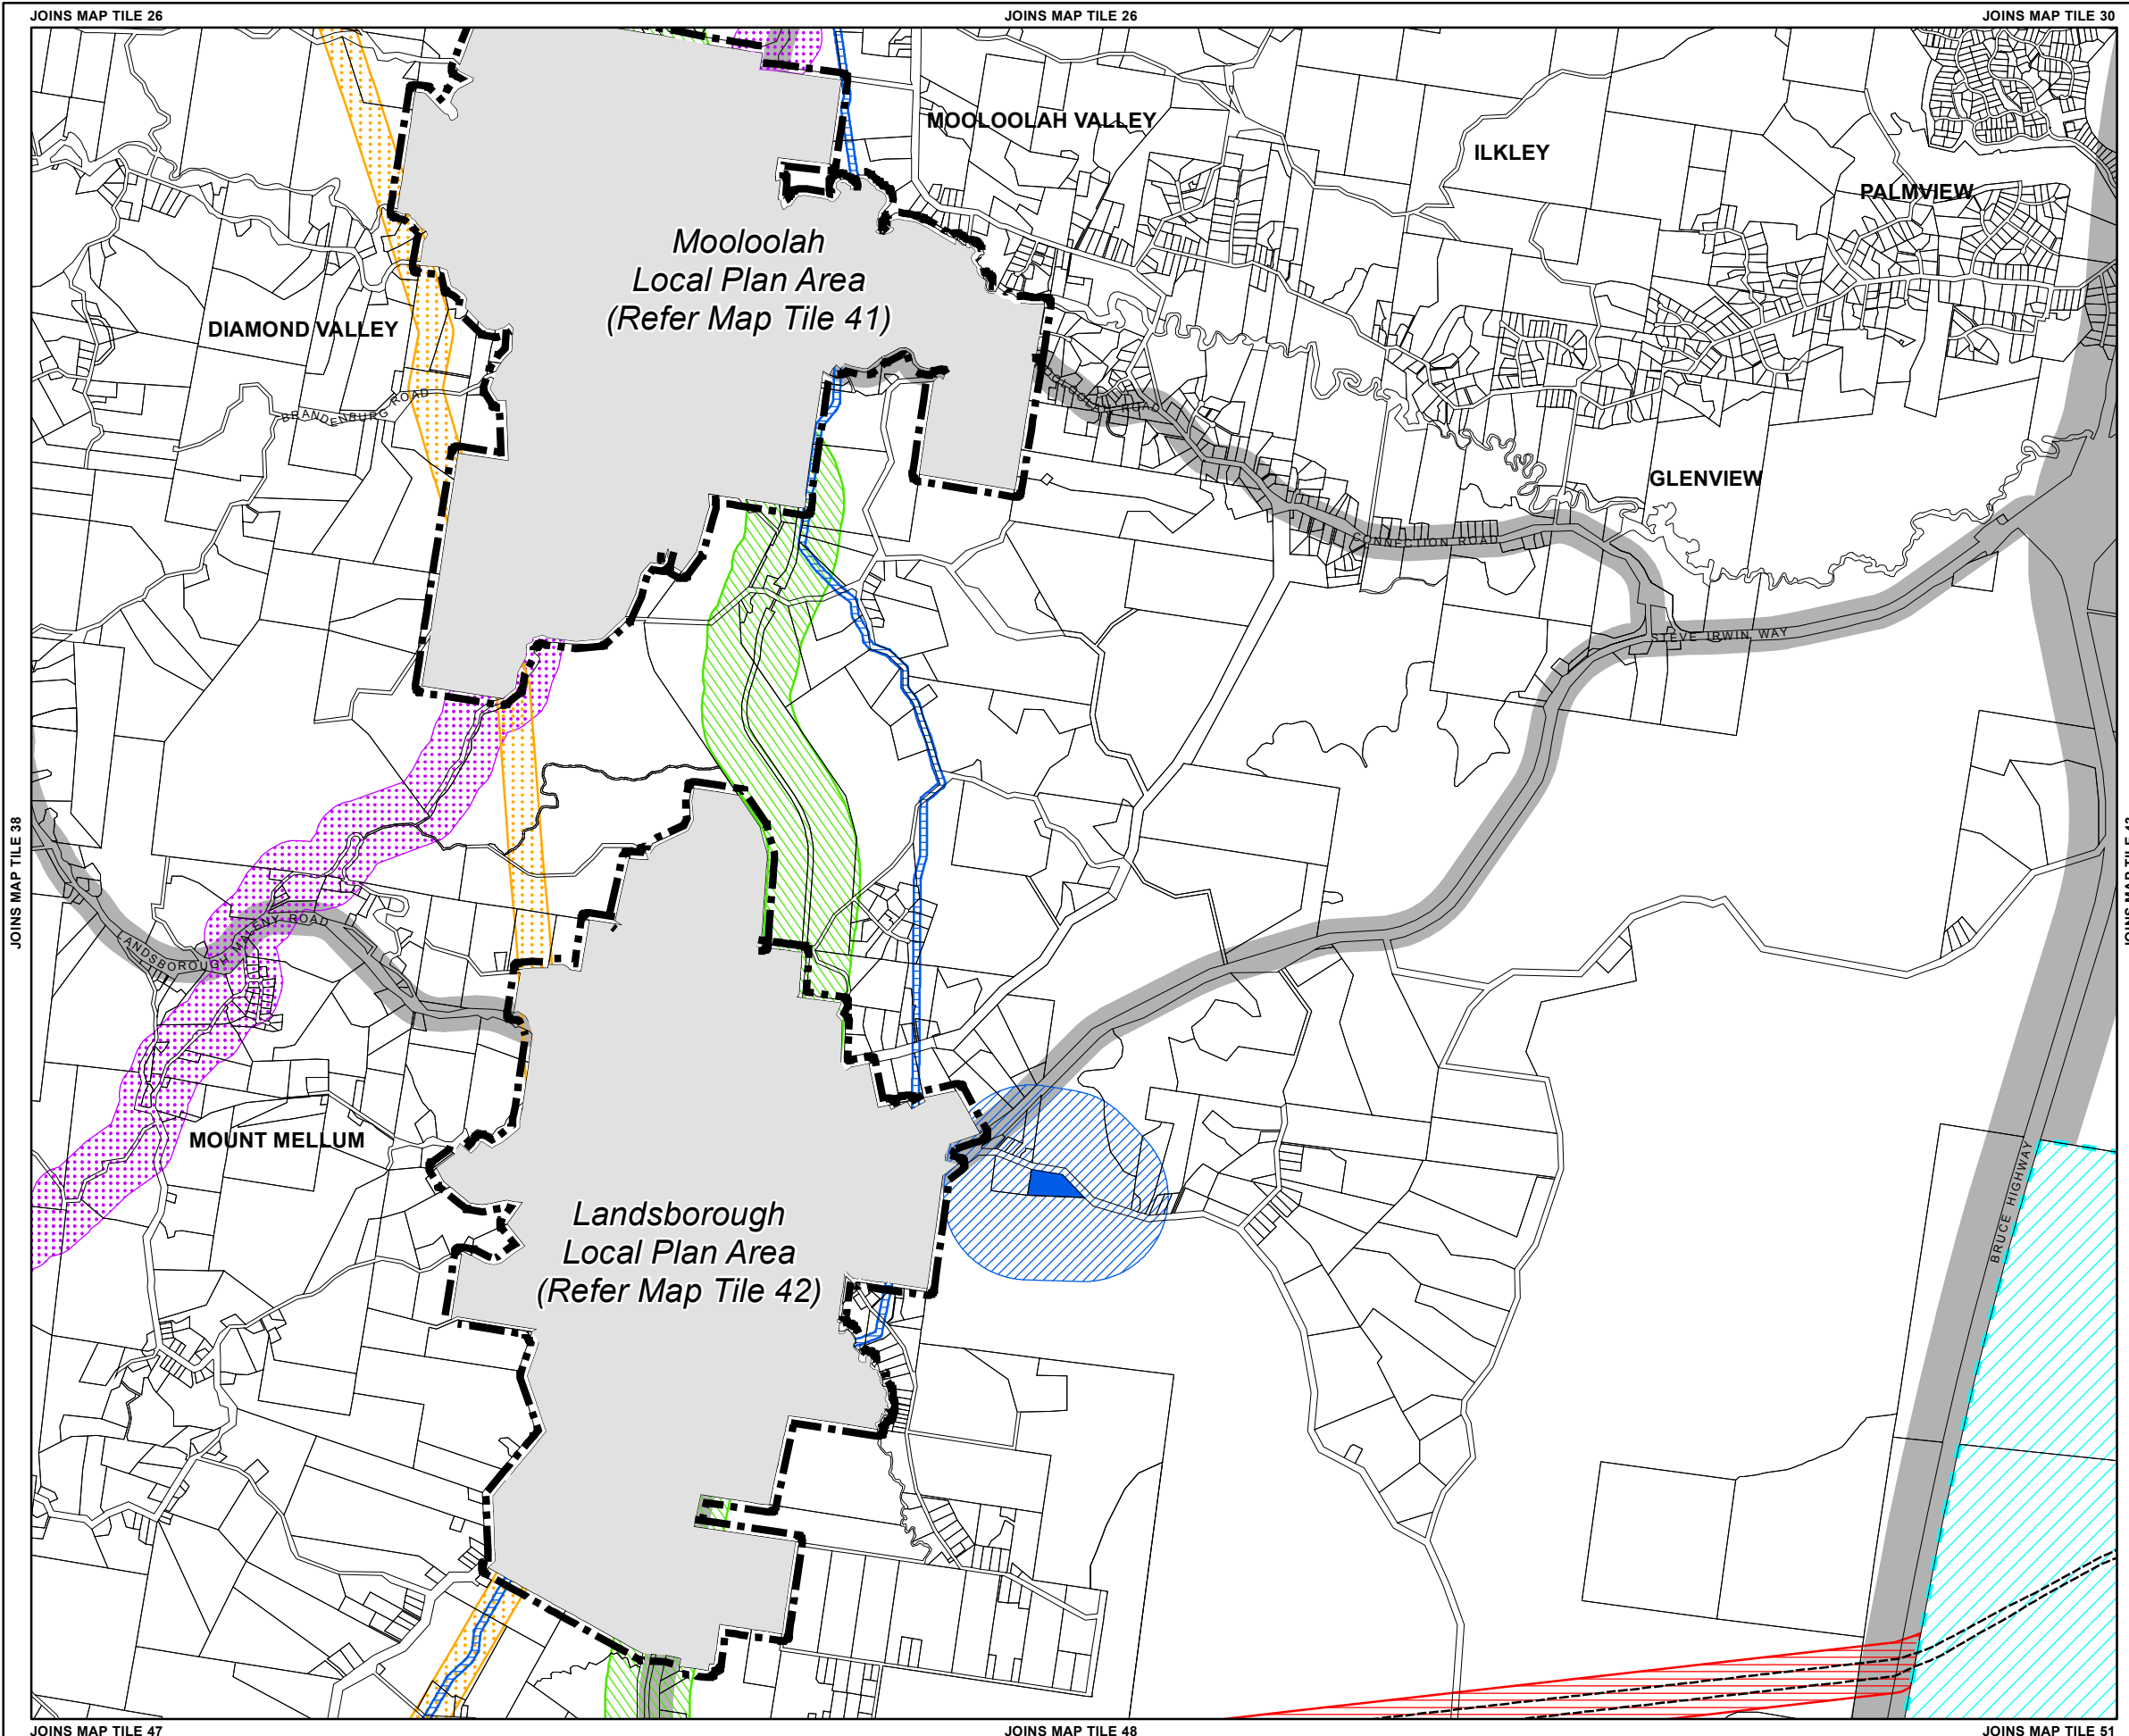 JOINS MAP TILE 26
JOINS MAP TILE 26
JOINS MAP TILE 30
MOOLOOLAH VALLEY
ILKLEY
PALMVIEW
Mooloolah
Local Plan Area
(Refer Map Tile 41)
DIAMOND VALLEY
BRANDENBURG ROAD
ROAD
GLENVIEW
CONNECTION ROAD
STEVE IRWIN WAY
JOINS MAP TILE 38
LANDSBOROUGH MALENY ROAD
MOUNT MELLUM
BRUCE HIGHWAY
Landsborough
Local Plan Area
(Refer Map Tile 42)
JOINS MAP TILE 47
JOINS MAP TILE 48
JOINS MAP TILE 51